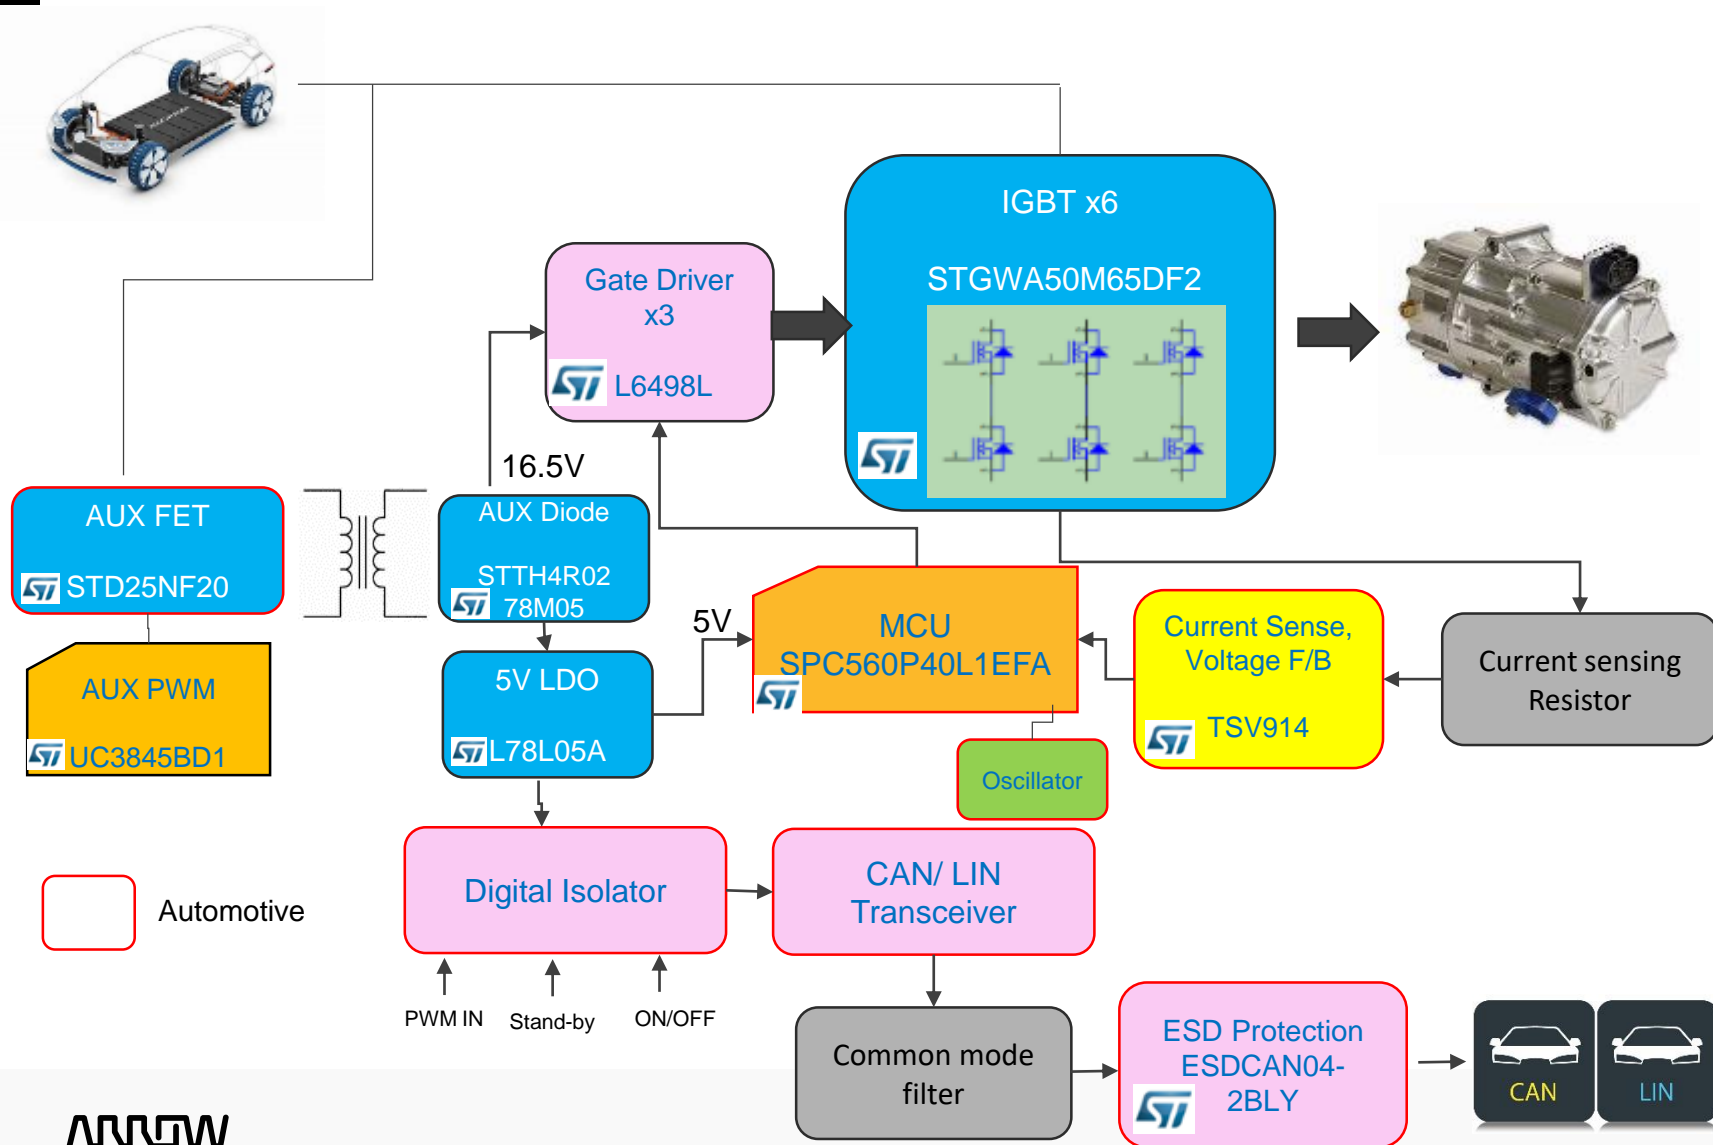 IGBT x6
STGWA50M65DF2
Gate Driver
x3
L6498L
16.5V
AUX FET
STD25NF20
AUX Diode
STTH4R02
78M05
AUX PWM
UC3845BD1
5V LDO
L78L05A
5V
MCU
SPC560P40L1EFA
Current Sense,
Voltage F/B
TSV914
Current sensing
Resistor
Oscillator
Digital Isolator
CAN/ LIN
Transceiver
Automotive
PWM IN
Stand-by
ON/OFF
Common mode
filter
ESD Protection
ESDCAN04-
2BLY
CAN
LIN
ARROW